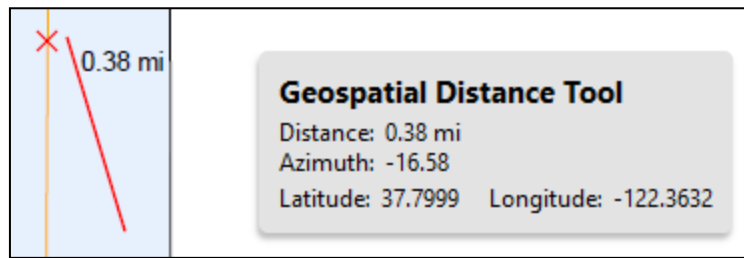 0.38 mi
Geospatial Distance Tool
Distance: 0.38 mi
Azimuth: -16.58
Latitude: 37.7999 Longitude: -122.3632